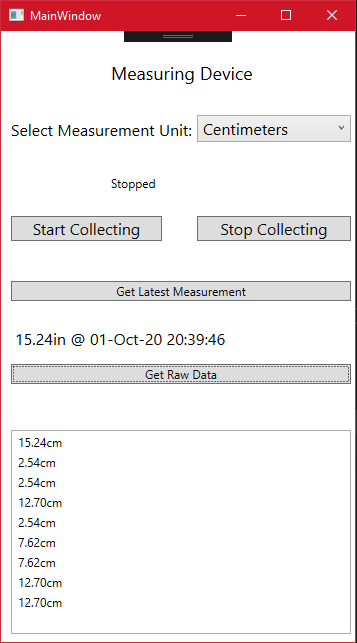 MainWindow
Measuring Device
Select Measurement Unit: Centimeters
Stopped
Start Collecting Stop Collecting
Get Latest Measurement
15.24in @ 01-Oct-20 20:39:46
Get Raw Data
15.24cm
2.54cm
2.54cm
12.70cm
2.54cm
7.62cm
7.62cm
12.70cm
12.70cm